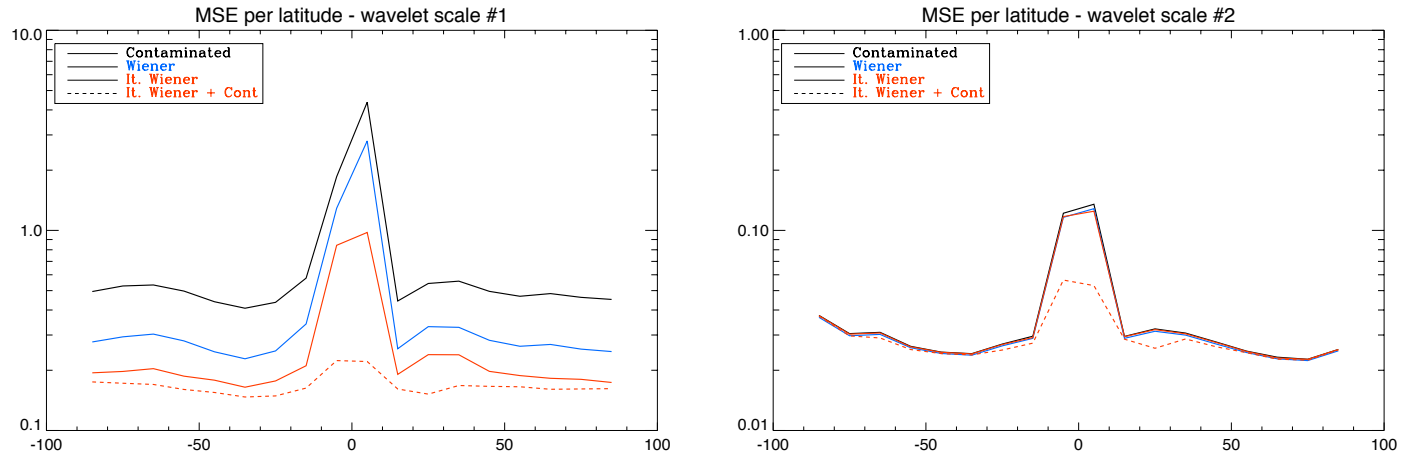 MSE per latitude - wavelet scale #1
10.0
Contaminated
Wiener
It. Wiener
It. Wiener + Cont
1.0
0.1
-100 -50 0 50 100
MSE per latitude - wavelet scale #2
1.00
Contaminated
Wiener
It. Wiener
It. Wiener + Cont
0.10
0.01
-100 -50 0 50 100